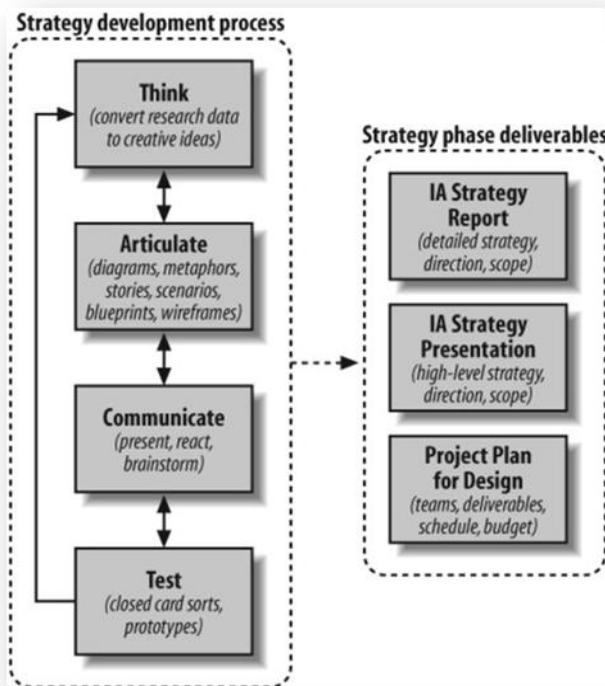 Strategy development process
Think
(convert research data
to creative ideas)
Articulate
(diagrams, metaphors,
stories, scenarios,
blueprints, wireframes)
Communicate
(present, react,
brainstorm)
Test
(closed card sorts,
prototypes)
Strategy phase deliverables
IA Strategy
Report
(detailed strategy,
direction, scope)
IA Strategy
Presentation
(high-level strategy,
direction, scope)
Project Plan
for Design
(teams, deliverables,
schedule, budget)